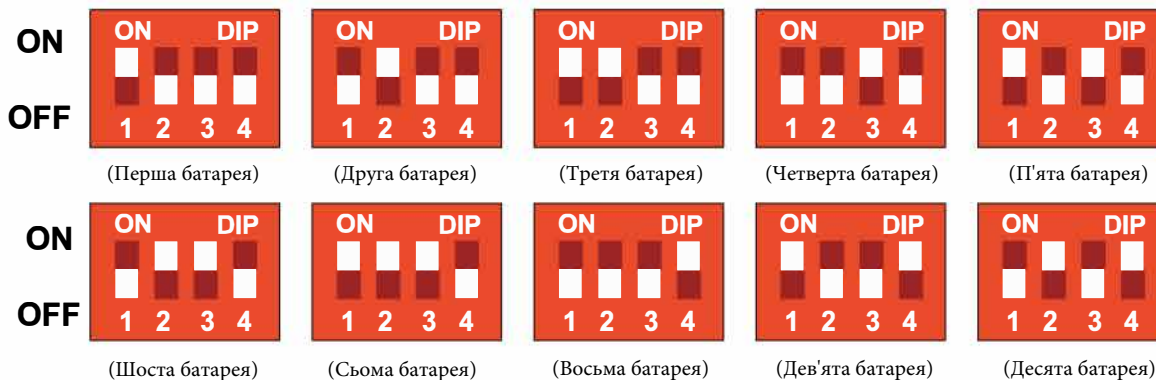 ON DIP ON DIP ON DIP ON DIP ON DIP
ON
OFF
1 2 3 4 1 2 3 4 1 2 3 4 1 2 3 4 1 2 3 4
(Перша батарея) (Друга батарея) (Третя батарея) (Четверта батарея) (П'ята батарея)
ON DIP ON DIP ON DIP ON DIP ON DIP
ON
OFF
1 2 3 4 1 2 3 4 1 2 3 4 1 2 3 4 1 2 3 4
(Шоста батарея) (Сьома батарея) (Восьма батарея) (Дев'ята батарея) (Десята батарея)